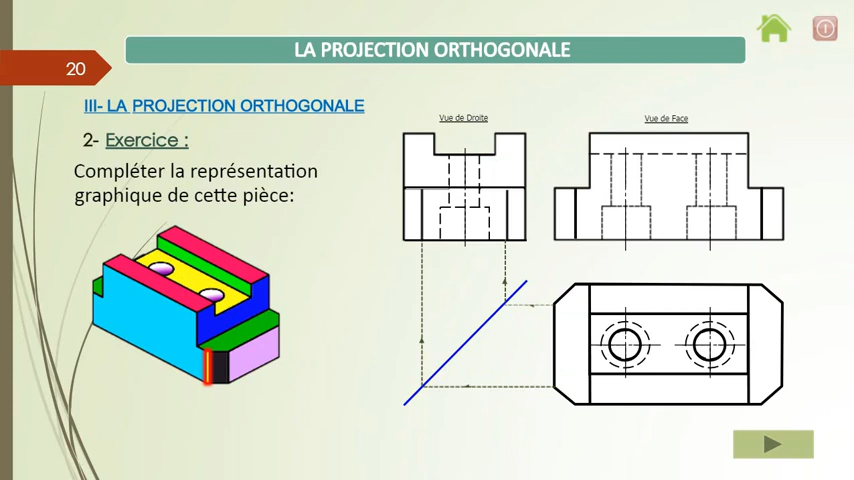 LA PROJECTION ORTHOGONALE
20
III- LA PROJECTION ORTHOGONALE
2- Exercice :
Compléter la représentation
graphique de cette pièce:
Vue de Droite
Vue de Face